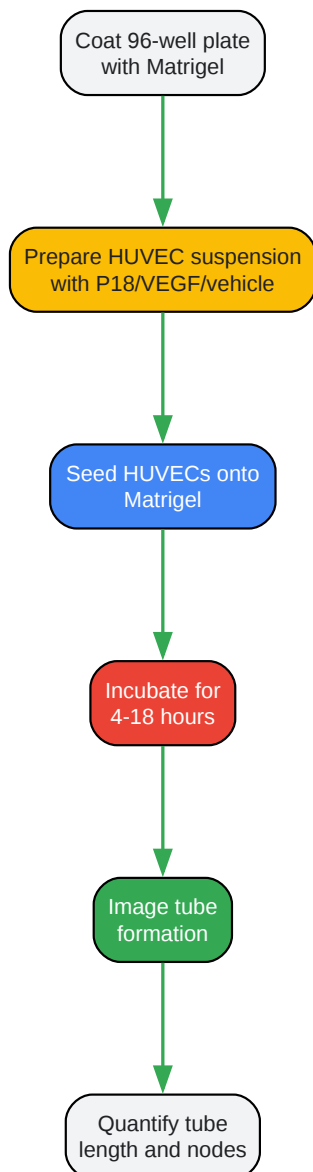 Coat 96-well plate
with Matrigel
Prepare HUVEC suspension
with P18/VEGF/vehicle
Seed HUVECs onto
Matrigel
Incubate for
4-18 hours
Image tube
formation
Quantify tube
length and nodes